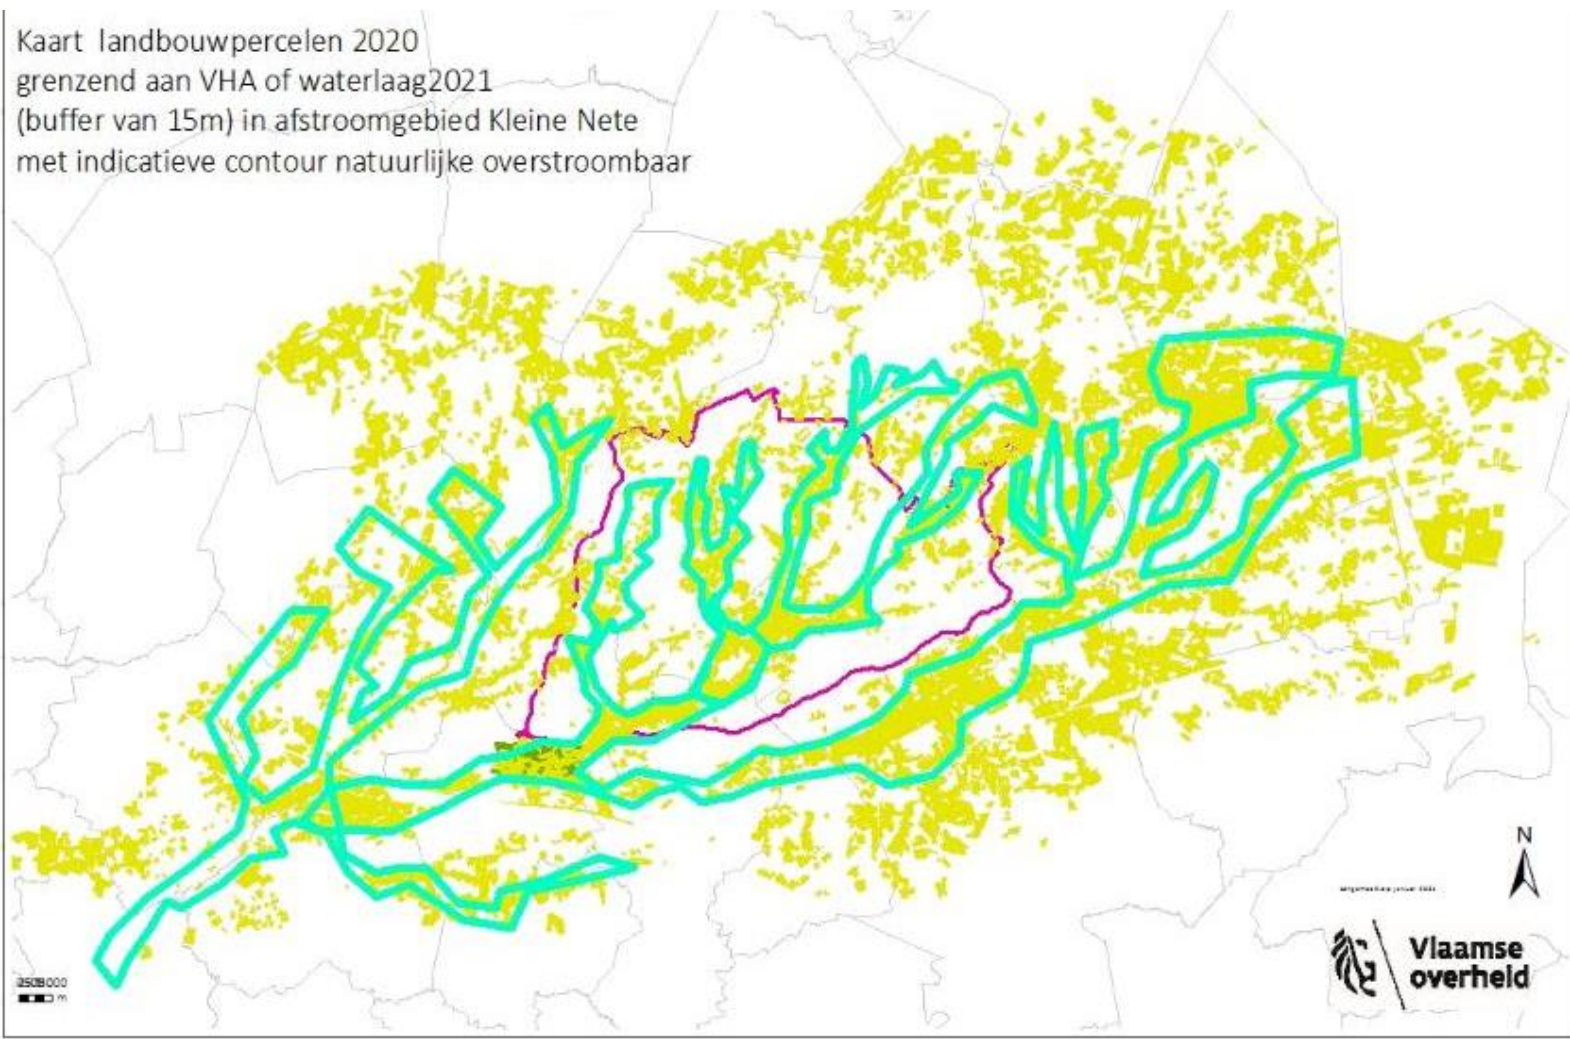 Kaart landbouwpercelen 2020
grenzend aan VHA of waterlaag2021
(buffer van 15m) in afstroomgebied Kleine Nete
met indicatieve contour natuurlijke overstroombaar
N
Vlaamse
overheid
m